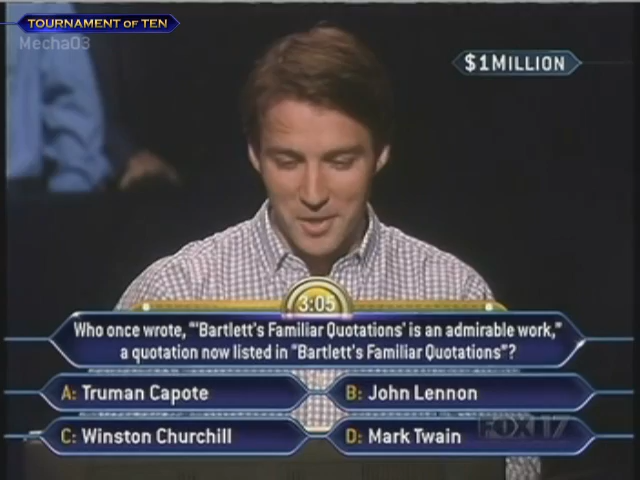 TOURNAMENT OF TEN
Mecha03
$1MILLION
3:05
Who once wrote, "'Bartlett's Familiar Quotations' is an admirable work,"
a quotation now listed in "Bartlett's Familiar Quotations"?
A: Truman Capote
B: John Lennon
C: Winston Churchill
D: Mark Twain
FOX17